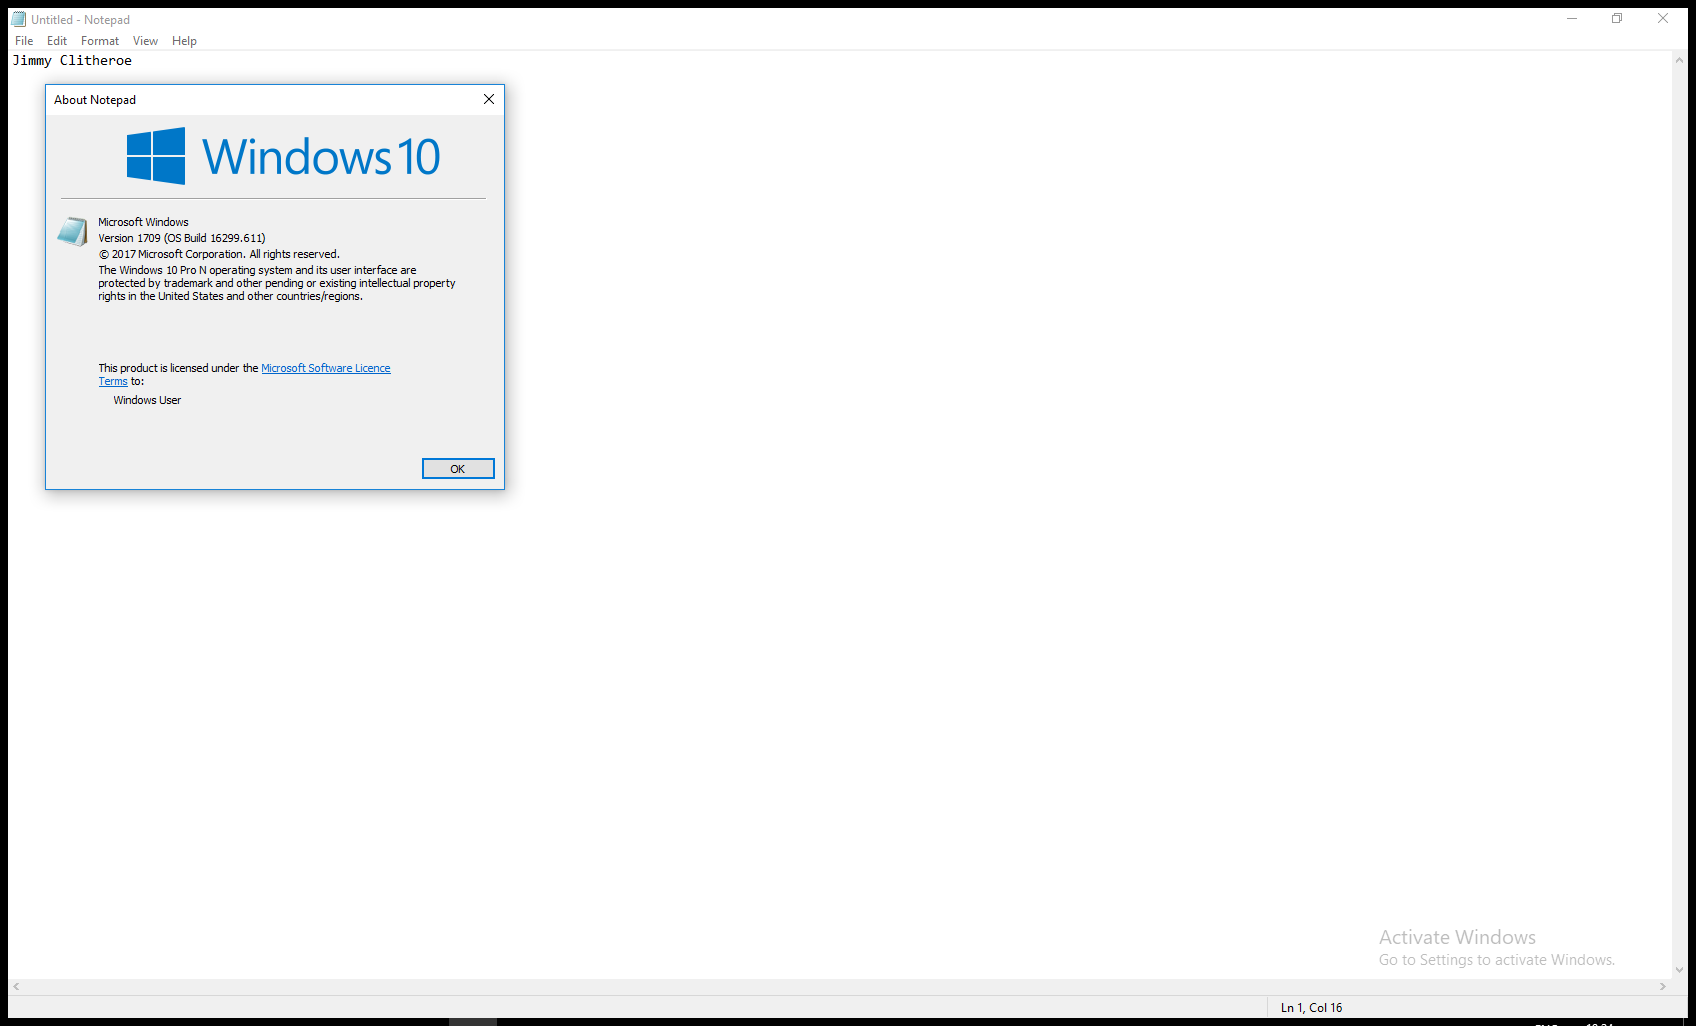 Untitled - Notepad
File Edit Format View Help
Jimmy Clitheroe
About Notepad
Windows 10
Microsoft Windows
Version 1709 (OS Build 16299.611)
© 2017 Microsoft Corporation. All rights reserved.
The Windows 10 Pro N operating system and its user interface are
protected by trademark and other pending or existing intellectual property
rights in the United States and other countries/regions.
This product is licensed under the Microsoft Software Licence
Terms to:
Windows User
OK
Activate Windows
Go to Settings to activate Windows.
Ln 1, Col 16